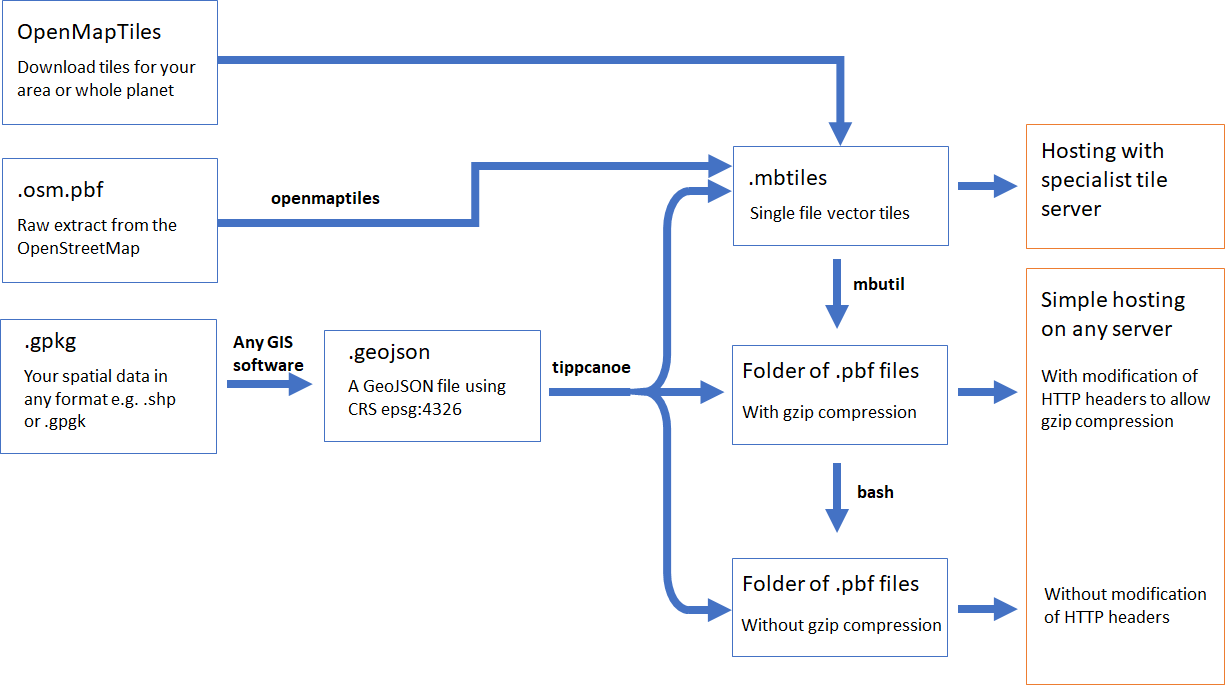 OpenMapTiles
Download tiles for your
area or whole planet
.osm.pbf
Raw extract from the
OpenStreetMap
openmaptiles
.mbtiles
Single file vector tiles
Hosting with
specialist tile
server
mbutil
.gpkg
Your spatial data in
any format e.g. .shp
or .gpgk
Any GIS
software
.geojson
A GeoJSON file using
CRS epsg:4326
tippcanoe
Folder of .pbf files
With gzip compression
Simple hosting
on any server
With modification of
HTTP headers to allow
gzip compression
bash
Folder of .pbf files
Without gzip compression
Without modification
of HTTP headers